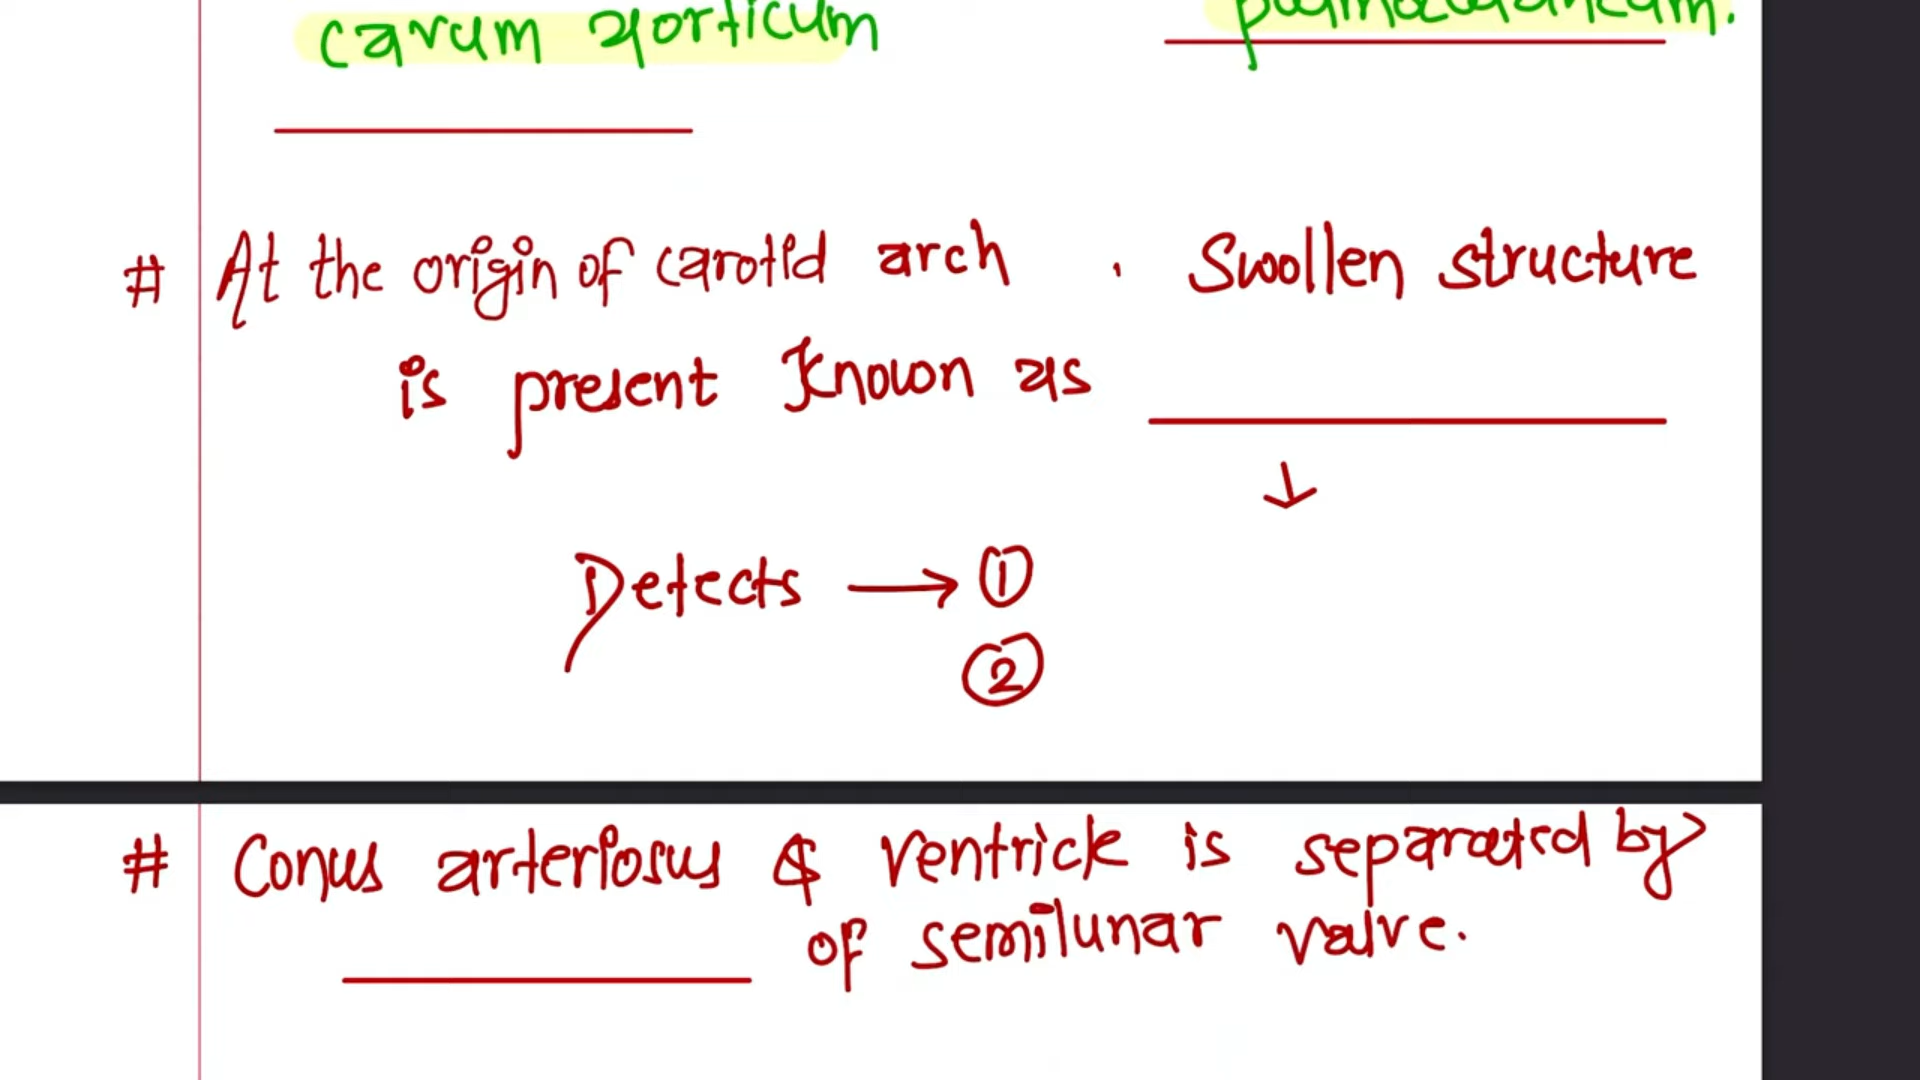 carum aorticum
# At the origin of carotid arch . Swollen structure
is present Known as
↓
Detects → ①
②
# Conus arteriosus & ventricle is separated by
of semilunar valve.